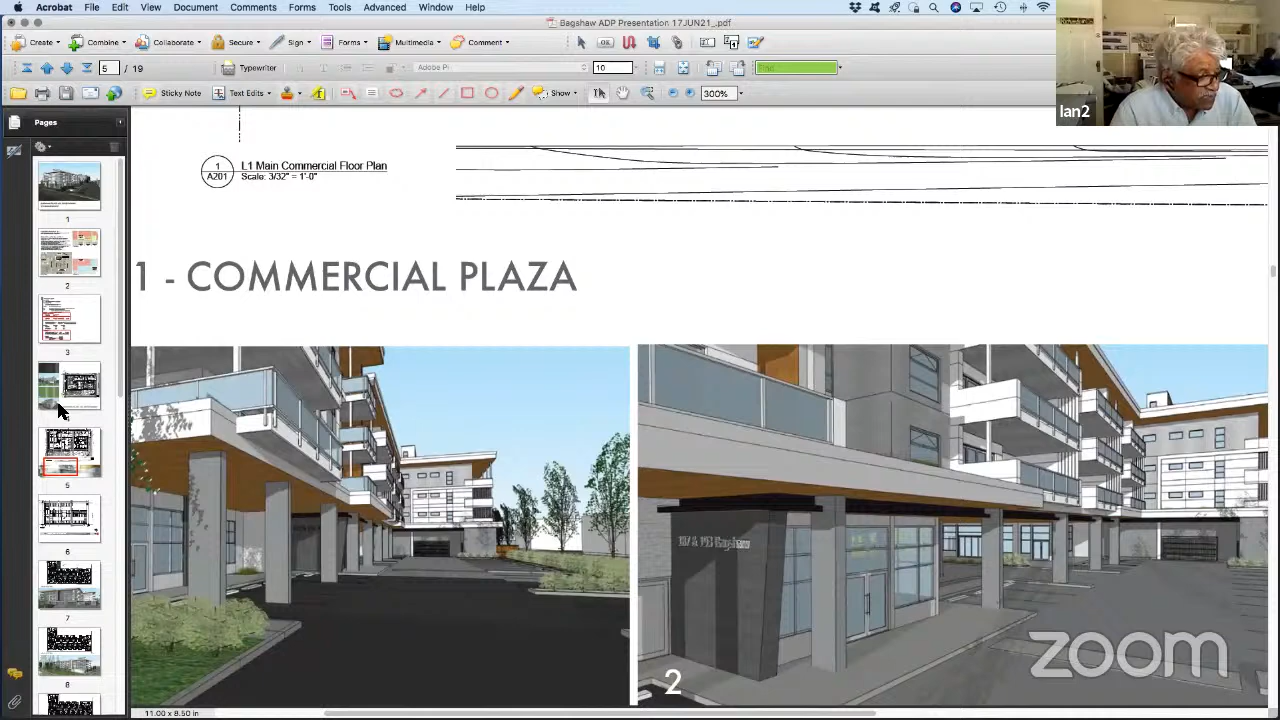 Acrobat File Edit View Document Comments Forms Tools Advanced Window Help
Bagshaw ADP Presentation 17JUN21_.pdf
Create Combine Collaborate Secure Sign Forms Multimedia Comment
5 / 19 Typewriter Adobe Pi 10 Find
Sticky Note Text Edits Show 300%
Ian2
Pages
1
2
3
5
6
7
8
1
A201
L1 Main Commercial Floor Plan
Scale: 3/32" = 1'-0"
1 - COMMERCIAL PLAZA
2
zoom
11.00 x 8.50 in